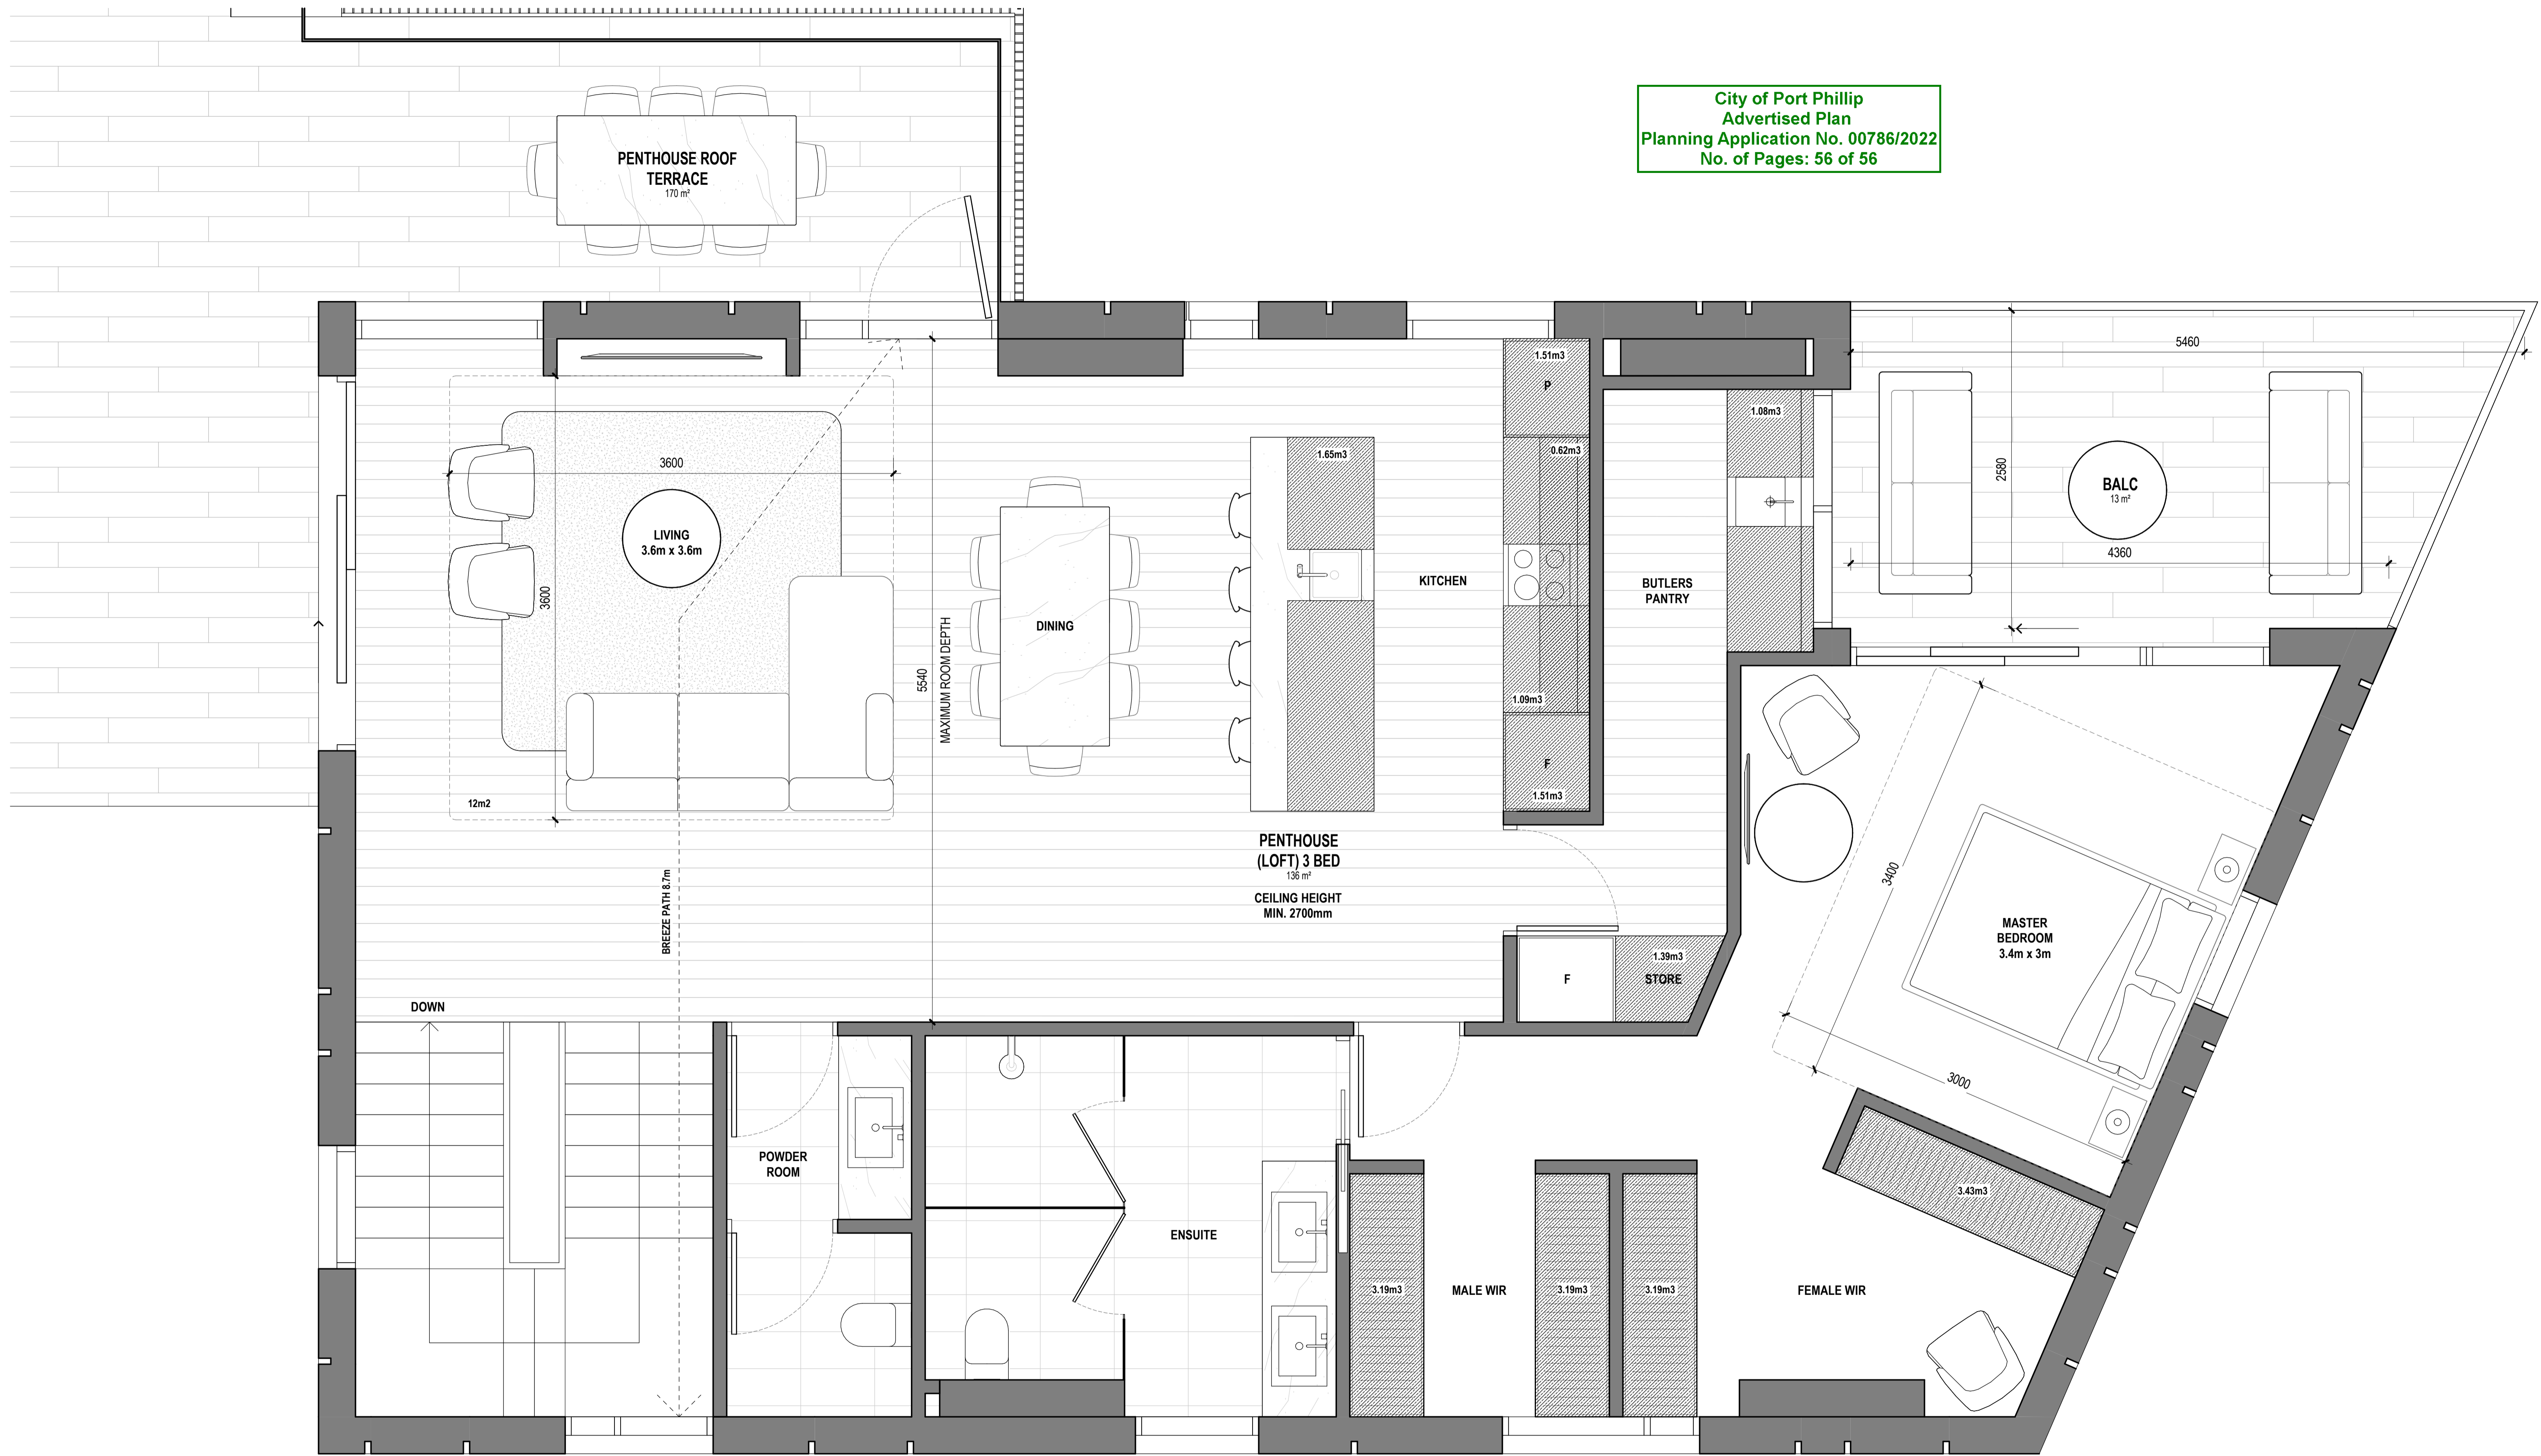 City of Port Phillip
Advertised Plan
Planning Application No. 00786/2022
No. of Pages: 56 of 56
PENTHOUSE ROOF
TERRACE
170 m²
5460
1.51m3
P
1.08m3
0.62m3
1.65m3
3600
2580
BALC
13 m²
LIVING
3.6m x 3.6m
4360
KITCHEN
BUTLERS
PANTRY
3600
DINING
5540
MAXIMUM ROOM DEPTH
1.09m3
F
1.51m3
12m2
PENTHOUSE
(LOFT) 3 BED
136 m²
CEILING HEIGHT
MIN. 2700mm
3400
BREEZE PATH 8.7m
MASTER
BEDROOM
3.4m x 3m
1.39m3
F
STORE
DOWN
3000
POWDER
ROOM
3.43m3
ENSUITE
3.19m3
MALE WIR
3.19m3
3.19m3
FEMALE WIR